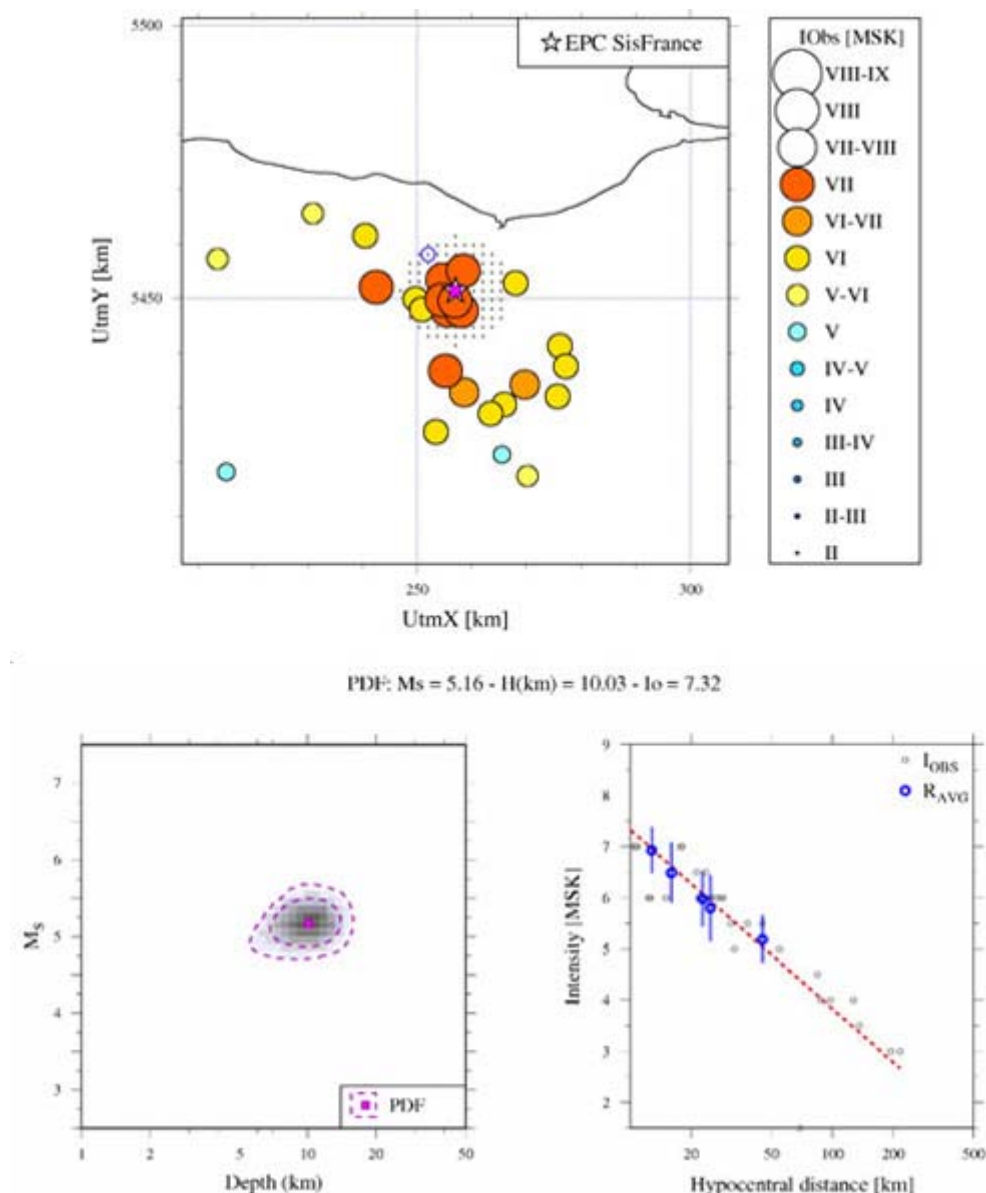 5500
EPC SisFrance
IObs [MSK]
VIII-IX
VIII
VII-VIII
VII
VI-VII
VI
V-VI
V
IV-V
IV
III-IV
III
II-III
II
UtmY [km]
5450
250
300
UtmX [km]
PDF: Ms = 5.16 - H(km) = 10.03 - Io = 7.32
7
6
5
4
3
MS
PDF
1
2
5
10
20
50
Depth (km)
9
8
7
6
5
4
3
2
Intensity [MSK]
IOBS
RAVG
20
50
100
200
500
Hypocentral distance [km]